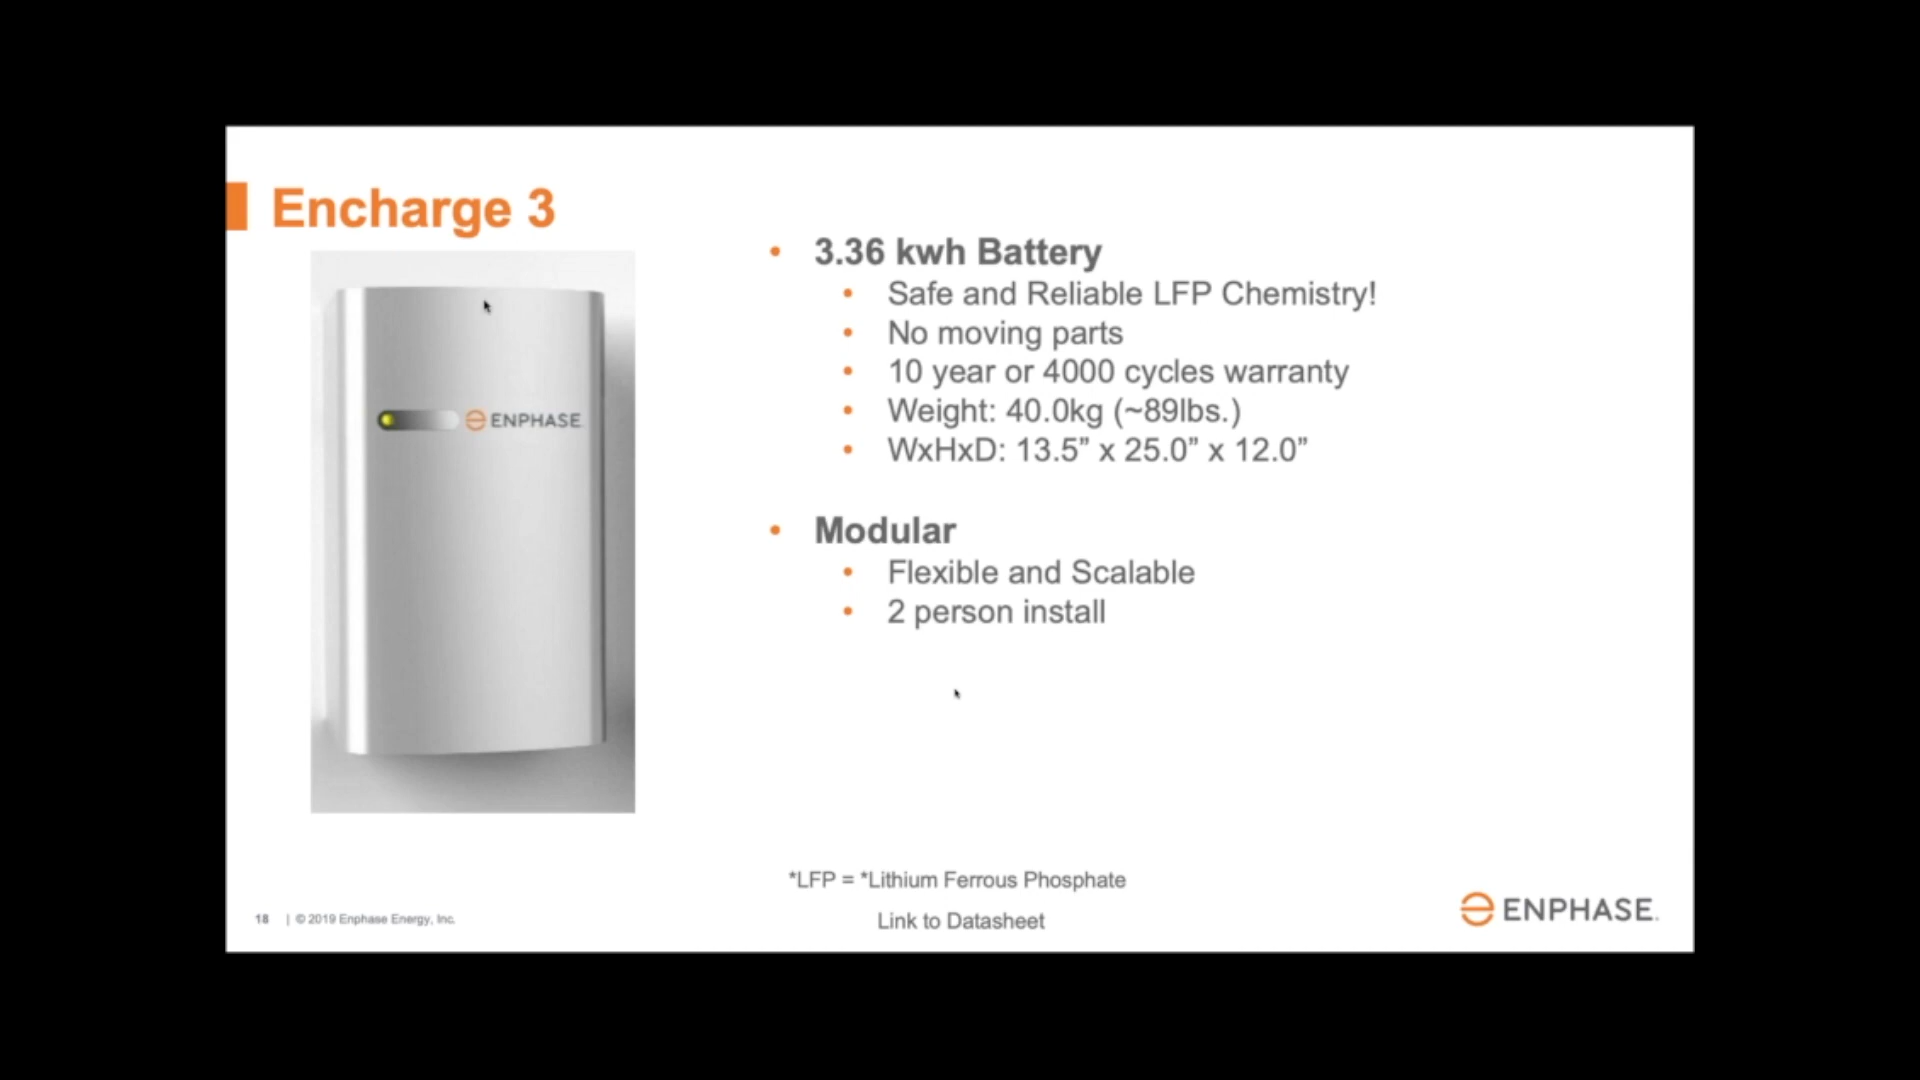 Encharge 3
ENPHASE
• 3.36 kwh Battery
• Safe and Reliable LFP Chemistry!
• No moving parts
• 10 year or 4000 cycles warranty
• Weight: 40.0kg (~89lbs.)
• WxHxD: 13.5” x 25.0” x 12.0”
• Modular
• Flexible and Scalable
• 2 person install
*LFP = *Lithium Ferrous Phosphate
Link to Datasheet
18 | © 2019 Enphase Energy, Inc.
ENPHASE.